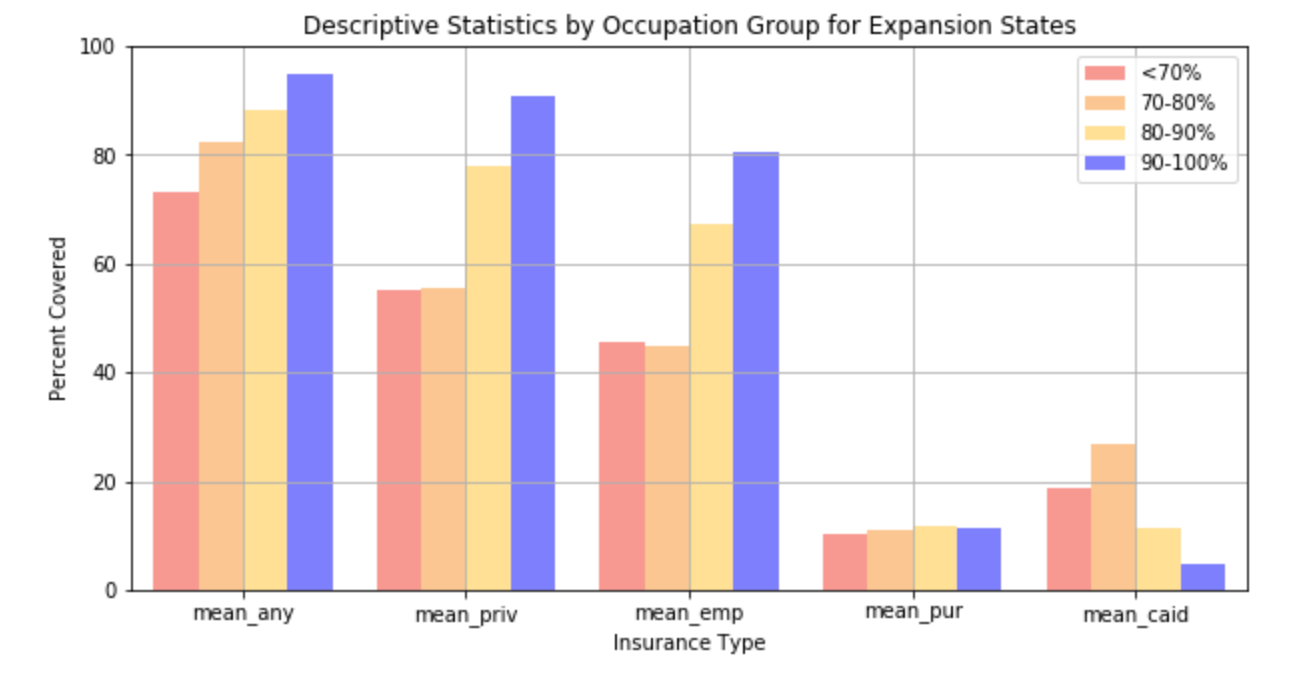 Descriptive Statistics by Occupation Group for Expansion States
<70%
70-80%
80-90%
90-100%
Percent Covered
100
80
60
40
20
0
mean_any mean_priv mean_emp mean_pur mean_caid
Insurance Type